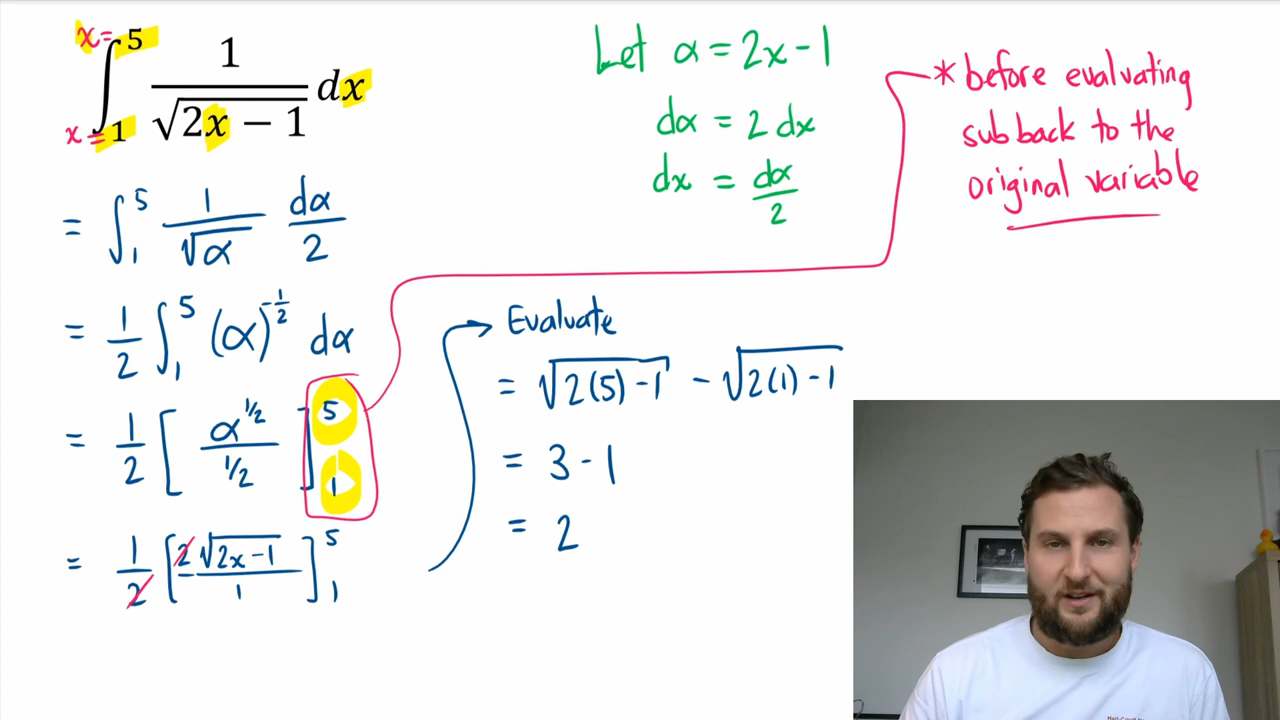 ∫ₓ₌₁ˣ⁼⁵ 1/√(2x − 1) dx
= ∫₁⁵ 1/√α dα/2
= 1/2 ∫₁⁵ (α)^(-1/2) dα
= 1/2 [α^(1/2) / 1/2]₁⁵
= 1/2 [2√(2x-1) / 1]₁⁵
Let α = 2x - 1
dα = 2 dx
dx = dα/2
* before evaluating
sub back to the
original variable
Evaluate
= √(2(5) - 1) - √(2(1) - 1)
= 3 - 1
= 2